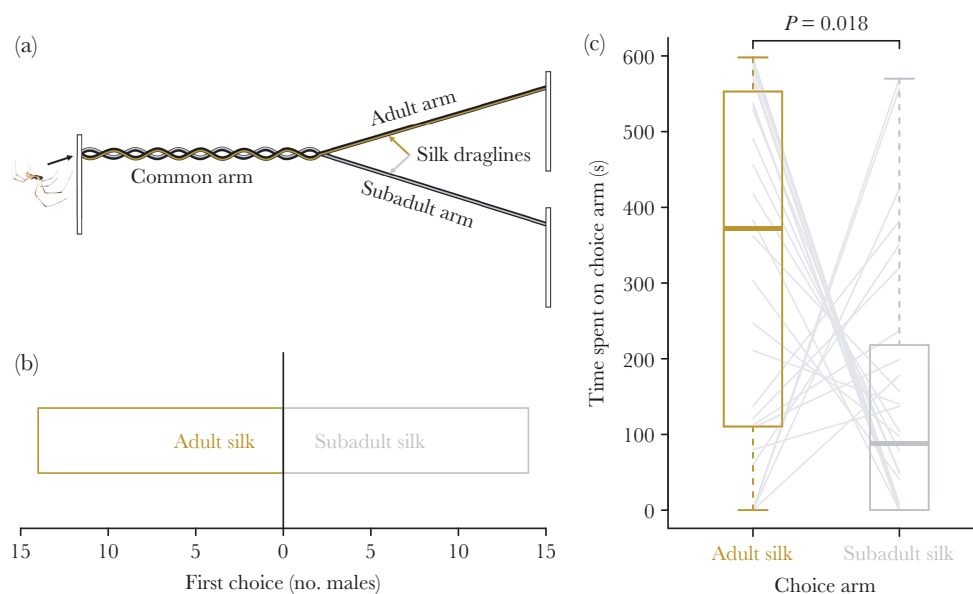 (a)
Adult arm
Silk draglines
Common arm
Subadult arm
(b)
Adult silk
Subadult silk
15
10
5
0
5
10
15
First choice (no. males)
(c)
P = 0.018
600
500
400
300
200
100
0
Time spent on choice arm (s)
Adult silk
Subadult silk
Choice arm